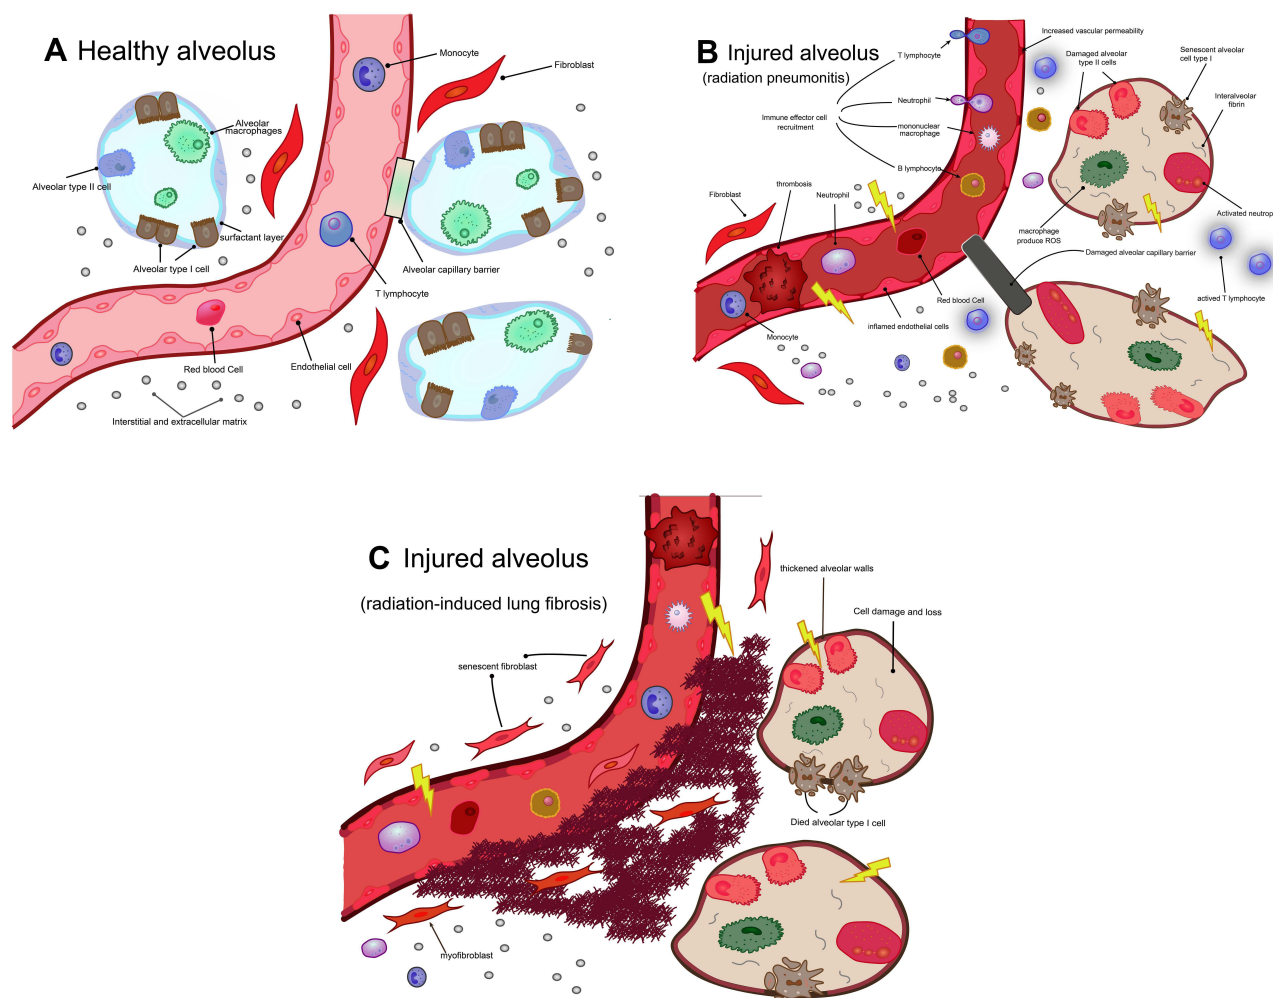 A Healthy alveolus
Monocyte
Fibroblast
Alveolar
macrophages
Alveolar type II cell
surfactant layer
Alveolar type I cell
Alveolar capillary barrier
T lymphocyte
Red blood Cell
Endothelial cell
Interstitial and extracellular matrix
B Injured alveolus
(radiation pneumonitis)
T lymphocyte
Neutrophil
Immune effector cell
recruitment
mononuclear
macrophage
B lymphocyte
Increased vascular permeability
Damaged alveolar
type II cells
Senescent alveolar
cell type I
Interalveolar
fibrin
Fibroblast
thrombosis
Neutrophil
macrophage
produce ROS
Activated neutrop
Damaged alveolar capillary barrier
actived T lymphocyte
Red blood Cell
inflamed endothelial cells
Monocyte
C Injured alveolus
(radiation-induced lung fibrosis)
thickened alveolar walls
Cell damage and loss
senescent fibroblast
Died alveolar type I cell
myofibroblast